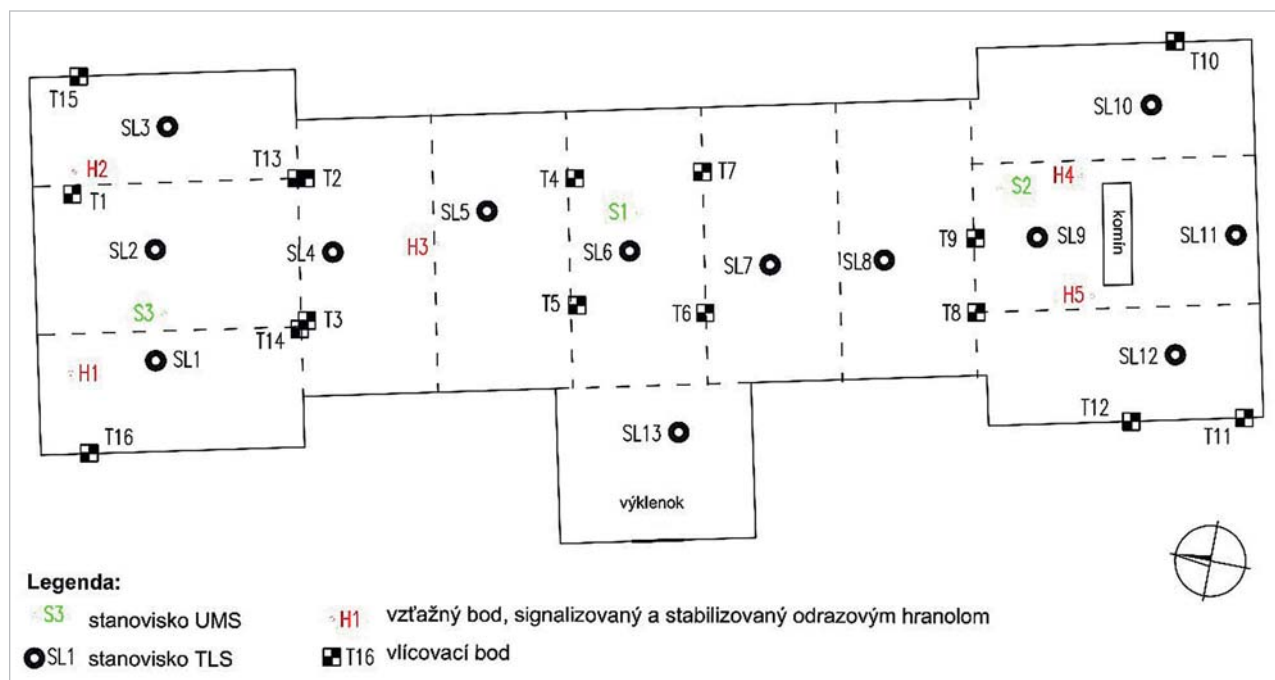 T10
T15
SL10
SL3
T13
H2
T2
T4
T7
S2
H4
T1
SL5
S1
komín
SL2
SL4
H3
SL6
T9
SL9
SL11
SL7
SL8
S3
T3
T5
T6
H5
T8
T14
SL1
SL12
H1
T16
T12
T11
SL13
výklenok
Legenda:
S3 stanovisko UMS
H1 vzťažný bod, signalizovaný a stabilizovaný odrazovým hranolom
SL1 stanovisko TLS
T16 vlícovací bod